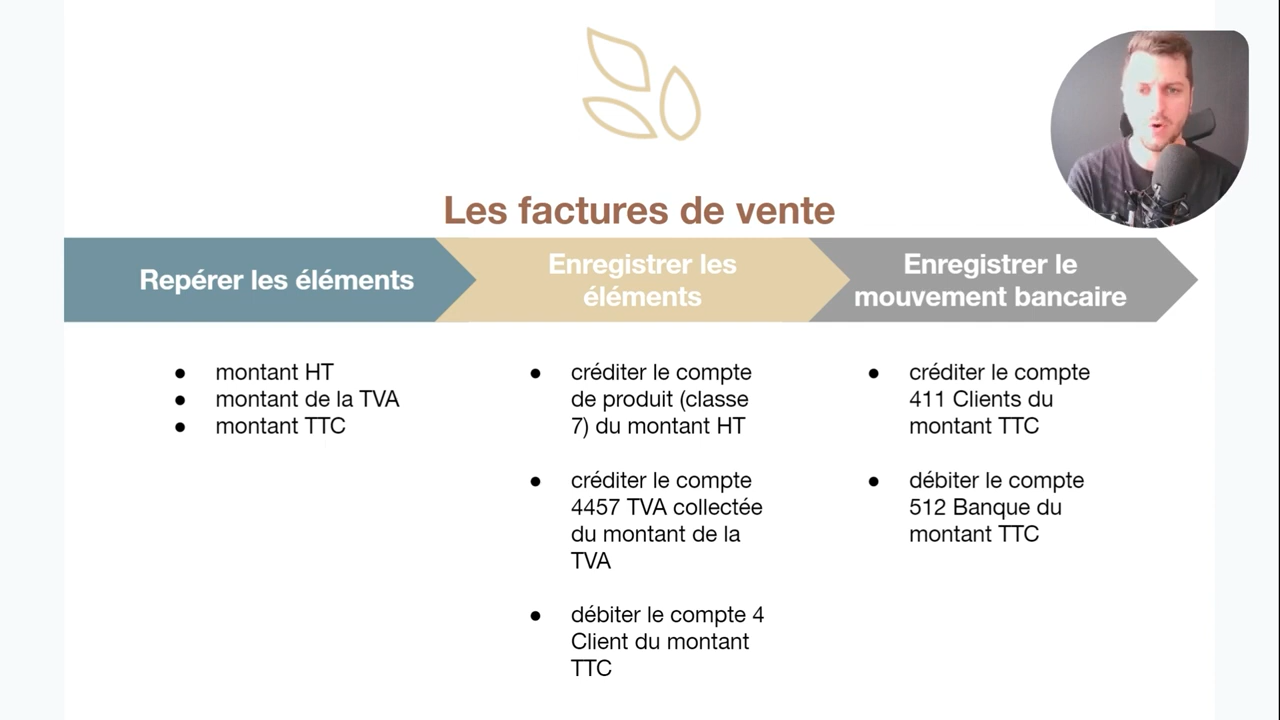 Les factures de vente
Repérer les éléments
Enregistrer les
éléments
Enregistrer le
mouvement bancaire
● montant HT
● montant de la TVA
● montant TTC
● créditer le compte
de produit (classe
7) du montant HT
● créditer le compte
4457 TVA collectée
du montant de la
TVA
● débiter le compte 4
Client du montant
TTC
● créditer le compte
411 Clients du
montant TTC
● débiter le compte
512 Banque du
montant TTC